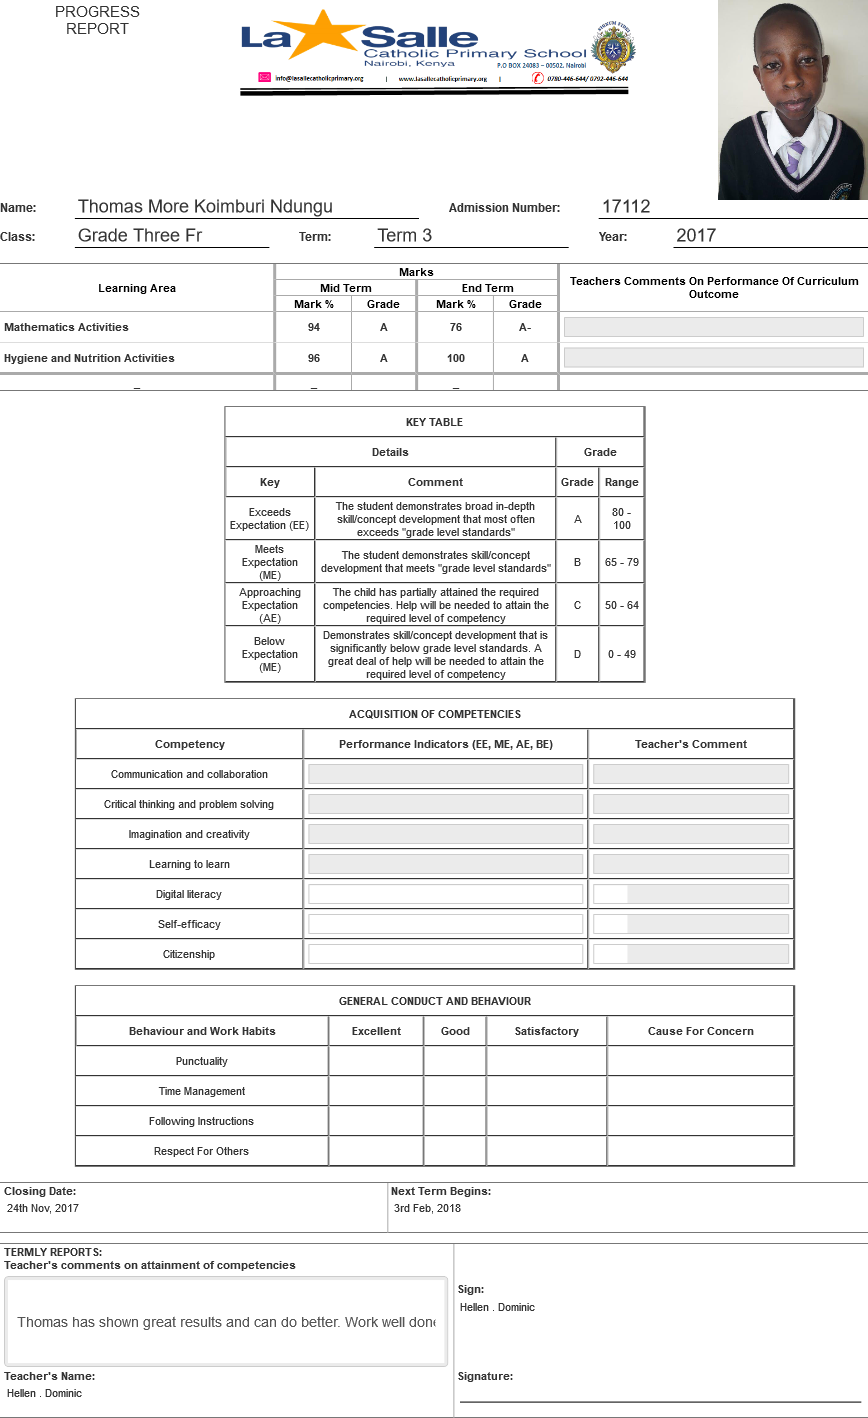 PROGRESS
REPORT
La Salle
Catholic Primary School
Nairobi, Kenya
P.O BOX 24083 – 00502, Nairobi
info@lasallecatholicprimary.org | www.lasallecatholicprimary.org | 0780-446-644/ 0792-446-644
Name: Thomas More Koimburi Ndungu Admission Number: 17112
Class: Grade Three Fr Term: Term 3 Year: 2017
Learning Area Marks Teachers Comments On Performance Of Curriculum Outcome
Mid Term End Term
Mark % Grade Mark % Grade
Mathematics Activities 94 A 76 A-
Hygiene and Nutrition Activities 96 A 100 A
– – –
KEY TABLE
Details Grade
Key Comment Grade Range
Exceeds Expectation (EE) The student demonstrates broad in-depth skill/concept development that most often exceeds "grade level standards" A 80 - 100
Meets Expectation (ME) The student demonstrates skill/concept development that meets "grade level standards" B 65 - 79
Approaching Expectation (AE) The child has partially attained the required competencies. Help will be needed to attain the required level of competency C 50 - 64
Below Expectation (ME) Demonstrates skill/concept development that is significantly below grade level standards. A great deal of help will be needed to attain the required level of competency D 0 - 49
ACQUISITION OF COMPETENCIES
Competency Performance Indicators (EE, ME, AE, BE) Teacher's Comment
Communication and collaboration
Critical thinking and problem solving
Imagination and creativity
Learning to learn
Digital literacy
Self-efficacy
Citizenship
GENERAL CONDUCT AND BEHAVIOUR
Behaviour and Work Habits Excellent Good Satisfactory Cause For Concern
Punctuality
Time Management
Following Instructions
Respect For Others
Closing Date: Next Term Begins:
24th Nov, 2017 3rd Feb, 2018
TERMLY REPORTS:
Teacher's comments on attainment of competencies
Thomas has shown great results and can do better. Work well done
Sign:
Hellen . Dominic
Teacher's Name: Signature:
Hellen . Dominic